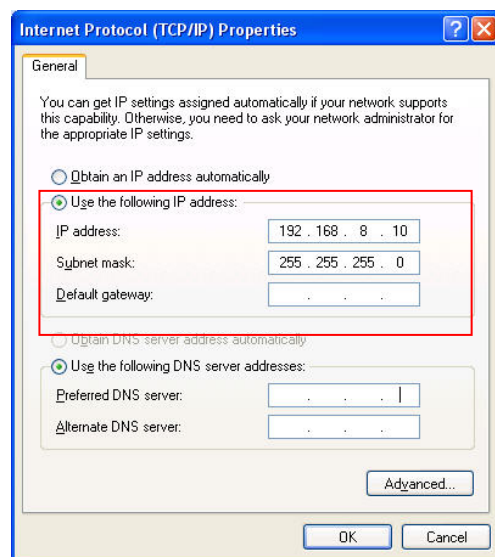 Internet Protocol (TCP/IP) Properties
General
You can get IP settings assigned automatically if your network supports
this capability. Otherwise, you need to ask your network administrator for
the appropriate IP settings.
Obtain an IP address automatically
Use the following IP address:
IP address: 192 . 168 . 8 . 10
Subnet mask: 255 . 255 . 255 . 0
Default gateway: . . .
Obtain DNS server address automatically
Use the following DNS server addresses:
Preferred DNS server: . . .
Alternate DNS server: . . .
Advanced...
OK Cancel